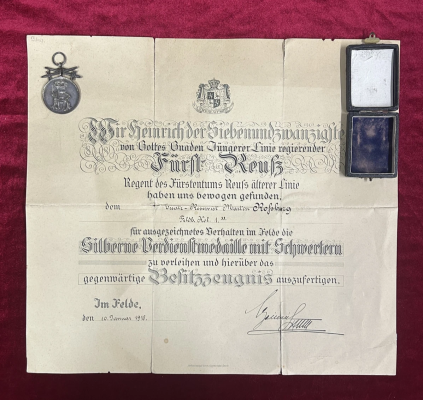 Wir Heinrich der Siebenundzwanzigste
von Gottes Gnaden Jüngerer Linie regierender
Fürst Reuß
Regent des Fürstentums Reuß älterer Linie
haben uns bewogen gefunden,
dem
für ausgezeichnetes Verhalten im Felde die
Silberne Verdienstmedaille mit Schwertern
zu verleihen und hierüber das
gegenwärtige Besitzzeugnis auszufertigen.
Im Felde,
den 10. Januar